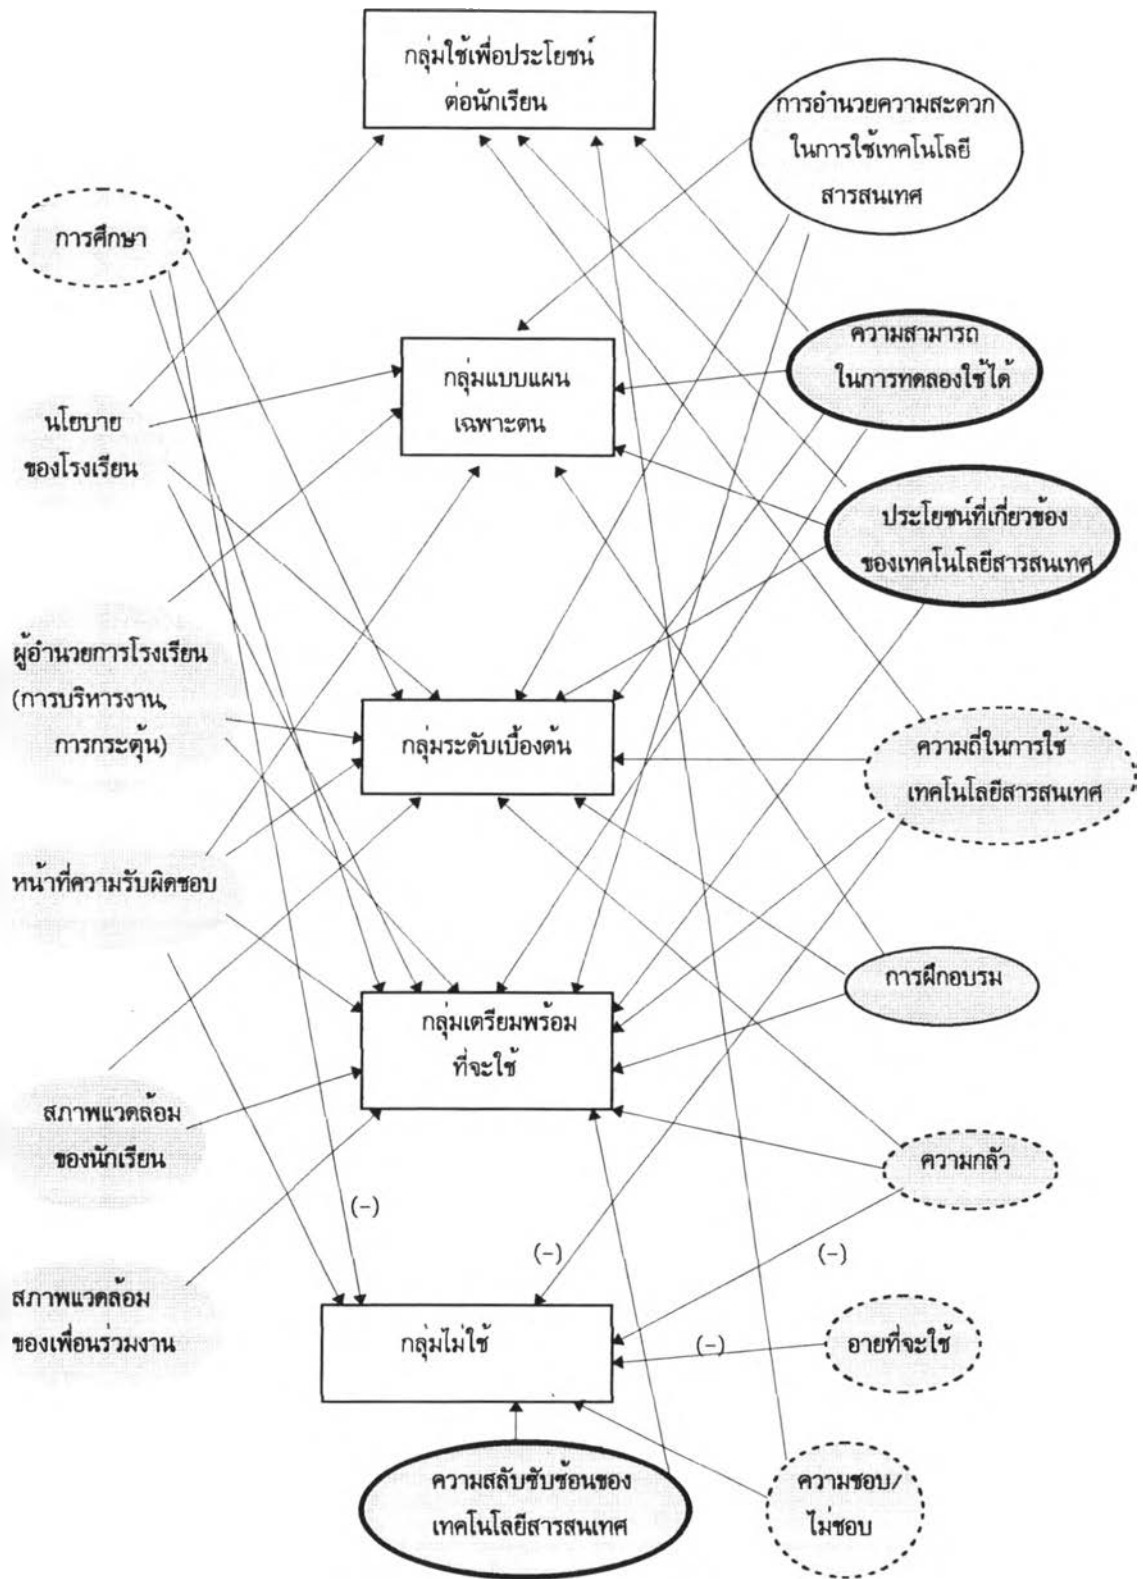 กลุ่มใช้เพื่อประโยชน์
ต่อนักเรียน
การอำนวยความสะดวก
ในการใช้เทคโนโลยี
สารสนเทศ
การศึกษา
ความสามารถ
ในการทดลองใช้ได้
กลุ่มแบบแผน
เฉพาะตน
นโยบาย
ของโรงเรียน
ประโยชน์ที่เกี่ยวข้อง
ของเทคโนโลยีสารสนเทศ
ผู้อำนวยการโรงเรียน
(การบริหารงาน,
การกระตุ้น)
กลุ่มระดับเบื้องต้น
ความถี่ในการใช้
เทคโนโลยีสารสนเทศ
หน้าที่ความรับผิดชอบ
การฝึกอบรม
กลุ่มเตรียมพร้อม
ที่จะใช้
สภาพแวดล้อม
ของนักเรียน
ความกลัว
(-)
(-)
(-)
สภาพแวดล้อม
ของเพื่อนร่วมงาน
กลุ่มไม่ใช้
(-)
อายที่จะใช้
ความสลับซับซ้อนของ
เทคโนโลยีสารสนเทศ
ความชอบ/
ไม่ชอบ